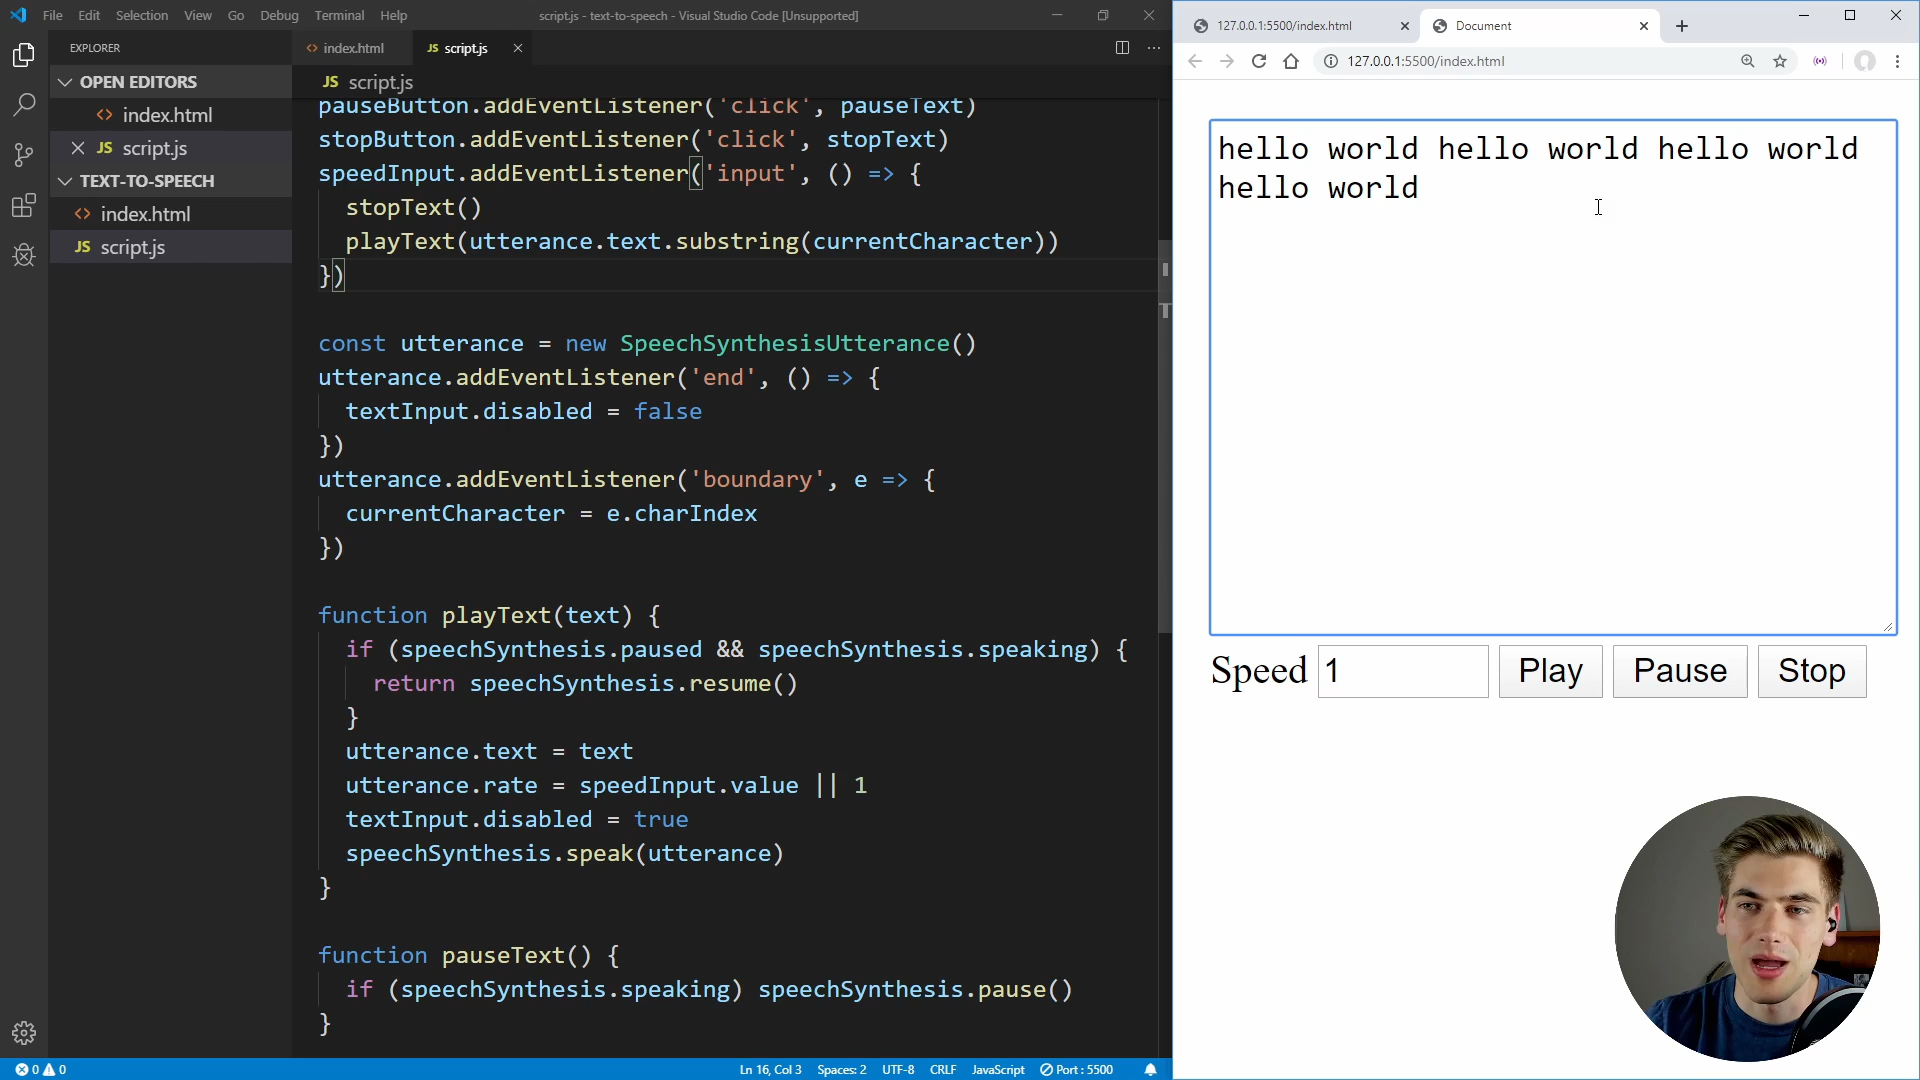 File Edit Selection View Go Debug Terminal Help
script.js - text-to-speech - Visual Studio Code [Unsupported]
EXPLORER
OPEN EDITORS
<> index.html
JS script.js
TEXT-TO-SPEECH
<> index.html
JS script.js
<> index.html
JS script.js
JS script.js
pauseButton.addEventListener('click', pauseText)
stopButton.addEventListener('click', stopText)
speedInput.addEventListener('input', () => {
stopText()
playText(utterance.text.substring(currentCharacter))
})
const utterance = new SpeechSynthesisUtterance()
utterance.addEventListener('end', () => {
textInput.disabled = false
})
utterance.addEventListener('boundary', e => {
currentCharacter = e.charIndex
})
function playText(text) {
if (speechSynthesis.paused && speechSynthesis.speaking) {
return speechSynthesis.resume()
}
utterance.text = text
utterance.rate = speedInput.value || 1
textInput.disabled = true
speechSynthesis.speak(utterance)
}
function pauseText() {
if (speechSynthesis.speaking) speechSynthesis.pause()
}
0 0
Ln 16, Col 3 Spaces: 2 UTF-8 CRLF JavaScript Port : 5500
127.0.0.1:5500/index.html
Document
127.0.0.1:5500/index.html
hello world hello world hello world
hello world
Speed 1 Play Pause Stop